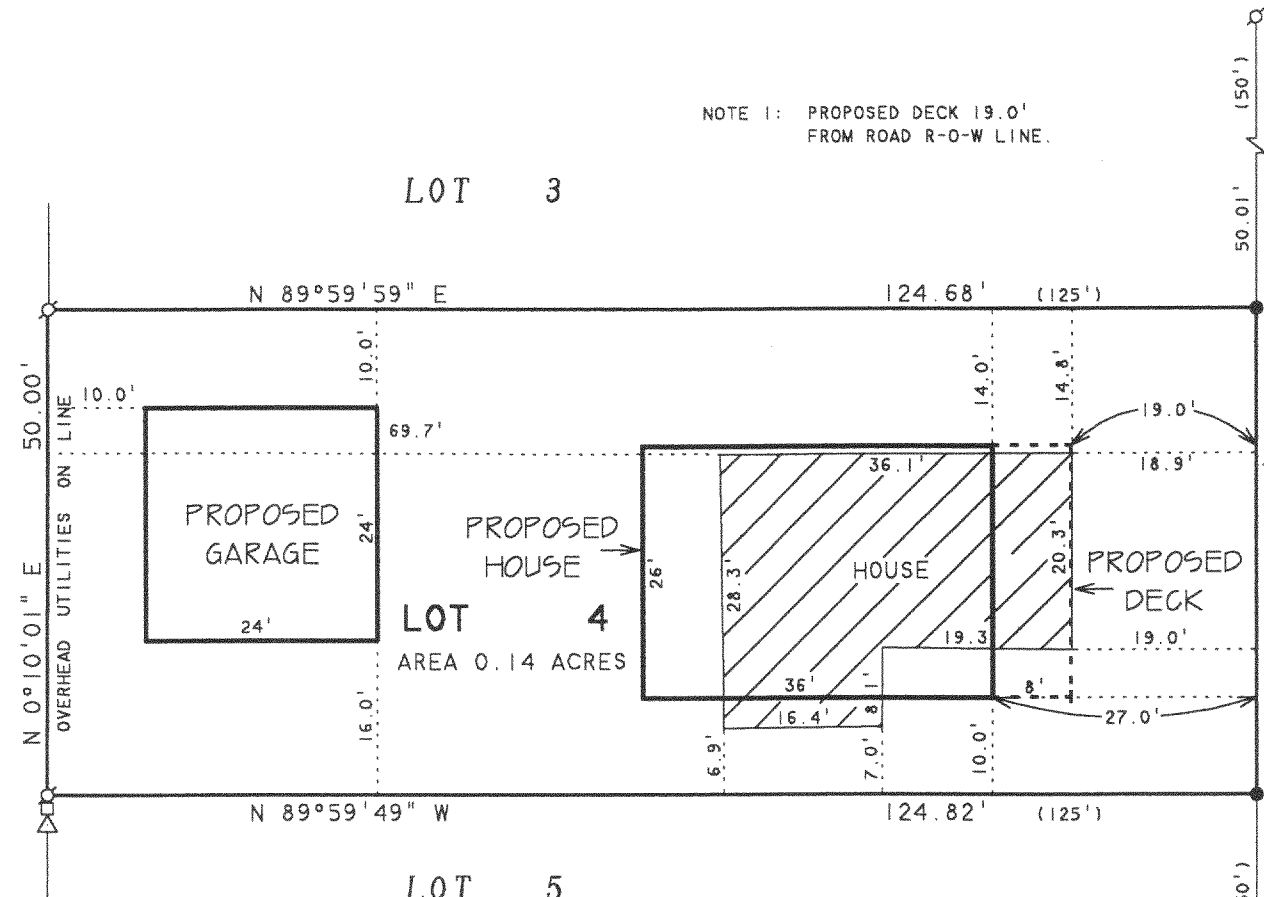 (50')
NOTE 1: PROPOSED DECK 19.0'
FROM ROAD R-O-W LINE.
LOT 3
50.01'
N 89°59'59" E
124.68' (125')
10.0'
14.0'
14.8'
10.0'
19.0'
50.00'
OVERHEAD UTILITIES ON LINE
N 0°10'01" E
69.7'
36.1'
18.9'
PROPOSED
GARAGE
24'
24'
PROPOSED
HOUSE
26'
28.3'
HOUSE
20.3'
PROPOSED
DECK
LOT 4
AREA 0.14 ACRES
19.3
19.0'
36'
8.1'
8'
16.4'
27.0'
16.0'
6.9'
7.0'
10.0'
N 89°59'49" W
124.82' (125')
LOT 5